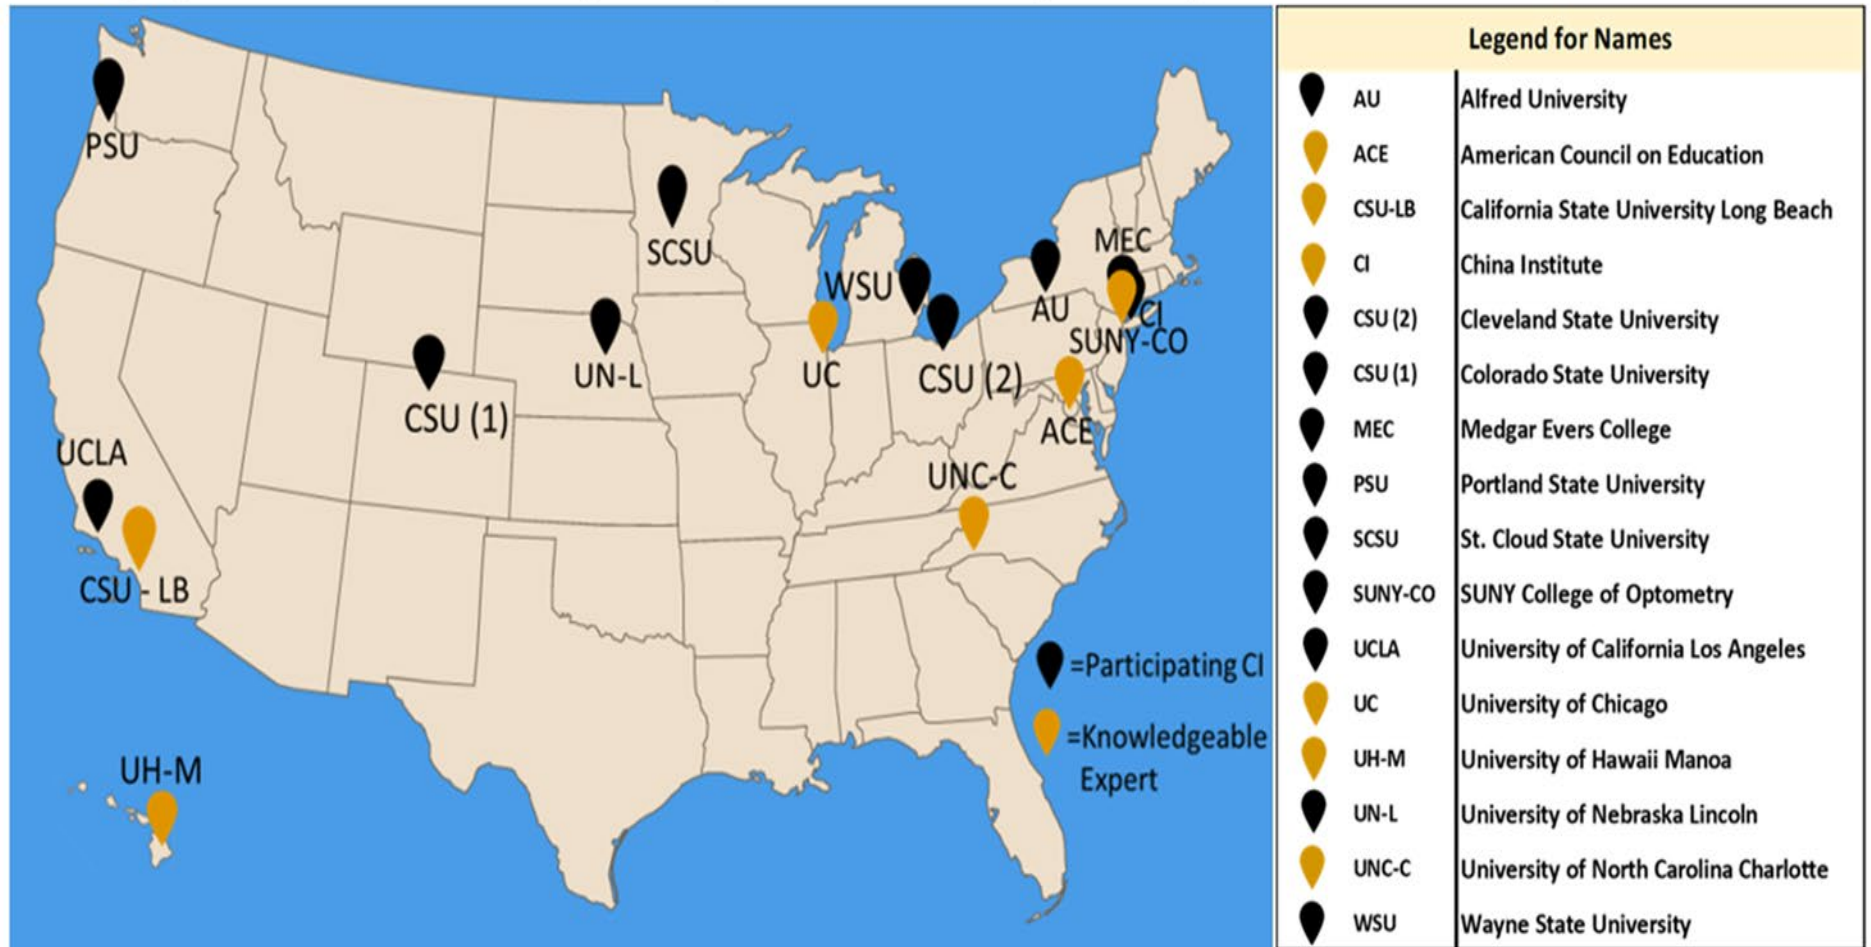 PSU
SCSU
MEC
WSU
AU
CI
SUNY-CO
UN-L
UC
CSU (2)
CSU (1)
ACE
UCLA
UNC-C
CSU - LB
=Participating CI
=Knowledgeable
Expert
UH-M
Legend for Names
AU Alfred University
ACE American Council on Education
CSU-LB California State University Long Beach
CI China Institute
CSU (2) Cleveland State University
CSU (1) Colorado State University
MEC Medgar Evers College
PSU Portland State University
SCSU St. Cloud State University
SUNY-CO SUNY College of Optometry
UCLA University of California Los Angeles
UC University of Chicago
UH-M University of Hawaii Manoa
UN-L University of Nebraska Lincoln
UNC-C University of North Carolina Charlotte
WSU Wayne State University